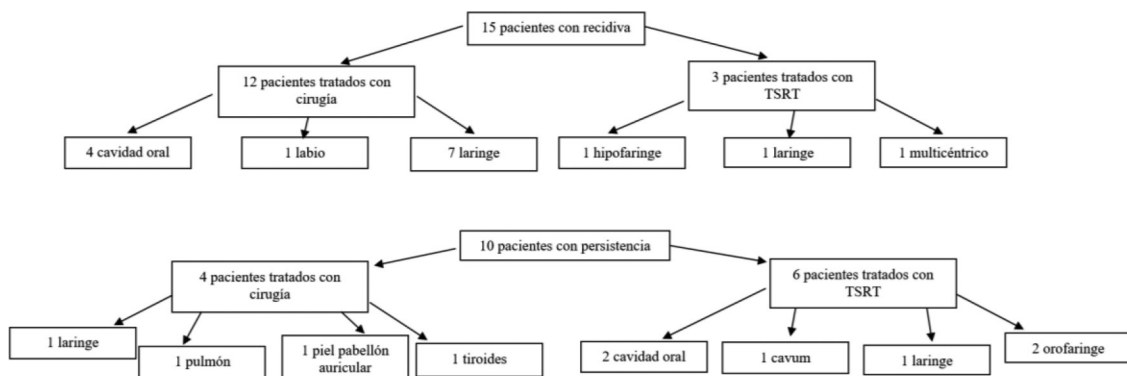 15 pacientes con recidiva
12 pacientes tratados con
cirugía
3 pacientes tratados con
TSRT
4 cavidad oral
1 labio
7 laringe
1 hipofaringe
1 laringe
1 multicéntrico
10 pacientes con persistencia
4 pacientes tratados con
cirugía
6 pacientes tratados con
TSRT
1 laringe
1 pulmón
1 piel pabellón
auricular
1 tiroides
2 cavidad oral
1 cavum
1 laringe
2 orofaringe